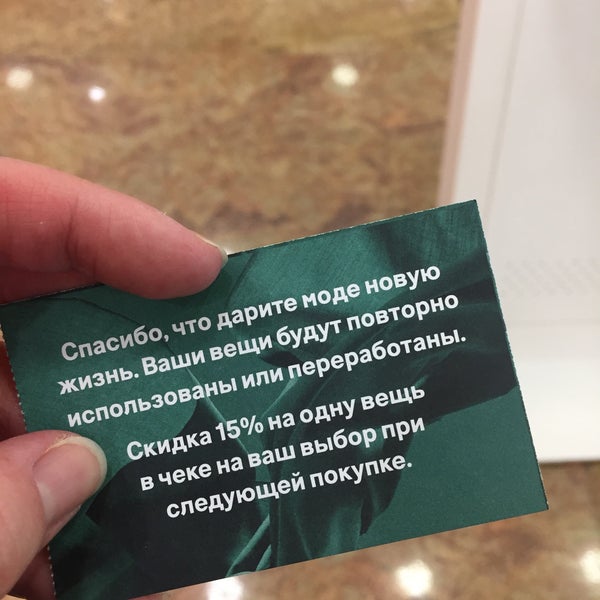 Спасибо, что дарите моде новую
жизнь. Ваши вещи будут повторно
использованы или переработаны.
Скидка 15% на одну вещь
в чеке на ваш выбор при
следующей покупке.